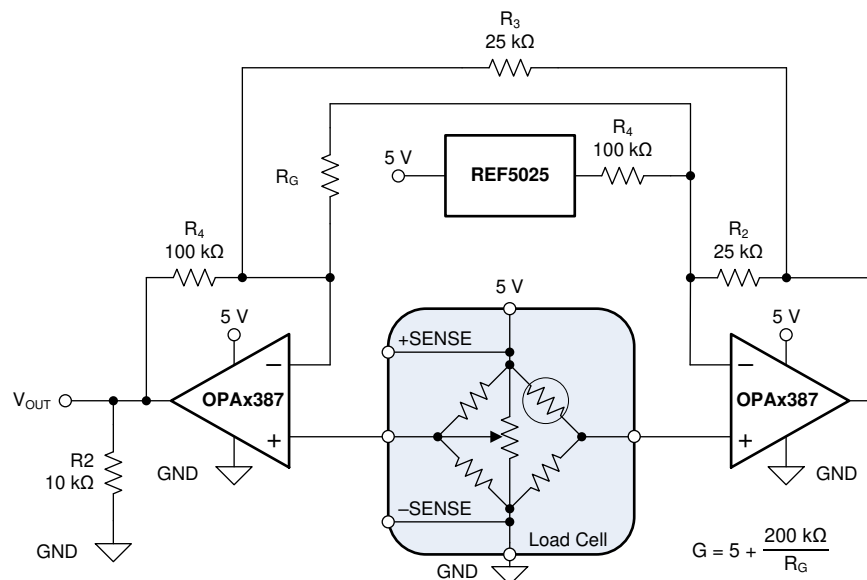 R3
25 kΩ
R4
100 kΩ
5 V
REF5025
RG
R4
100 kΩ
R2
25 kΩ
5 V
5 V
5 V
+SENSE
–
OPAx387
+
–
OPAx387
+
VOUT
R2
10 kΩ
GND
GND
–SENSE
Load Cell
GND
GND
G = 5 + 200 kΩ / RG